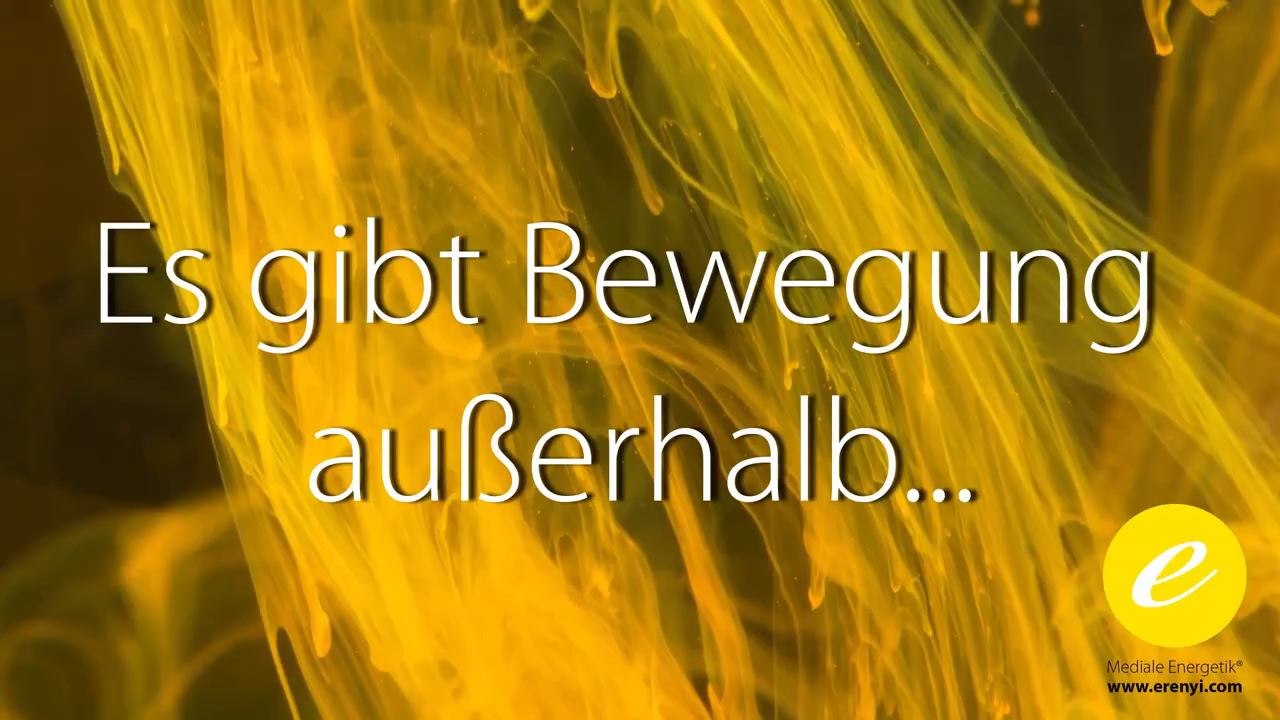 Es gibt Bewegung
außerhalb...
e
Mediale Energetik®
www.erenyi.com